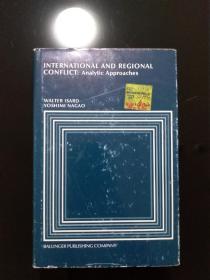 INTERNATIONAL AND REGIONAL
CONFLICT: Analytic Approaches
WALTER ISARD
YOSHIMI NAGAO
BALLINGER PUBLISHING COMPANY